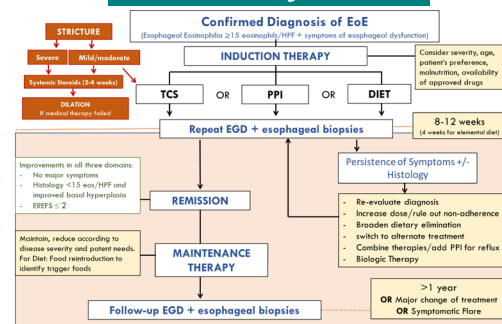 Confirmed Diagnosis of EoE
(Esophageal Eosinophilia ≥15 eosinophils/HPF + symptoms of esophageal dysfunction)
STRICTURE
Severe
Mild/moderate
Systemic Steroids (2-4 weeks)
DILATION
If medical therapy failed
INDUCTION THERAPY
Consider severity, age,
patient's preference,
malnutrition, availability
of approved drugs
TCS
OR
PPI
OR
DIET
Repeat EGD + esophageal biopsies
8-12 weeks
(4 weeks for elemental diet)
Improvements in all three domains:
- No major symptoms
- Histology <15 eos/HPF and
improved basal hyperplasia
- EREFS ≤ 2
REMISSION
Persistence of Symptoms +/-
Histology
- Re-evaluate diagnosis
- Increase dose/rule out non-adherence
- Broaden dietary elimination
- switch to alternate treatment
- Combine therapies/add PPI for reflux
- Biologic Therapy
Maintain, reduce according to
disease severity and patent needs.
For Diet: Food reintroduction to
identify trigger foods
MAINTENANCE
THERAPY
Follow-up EGD + esophageal biopsies
>1 year
OR Major change of treatment
OR Symptomatic Flare